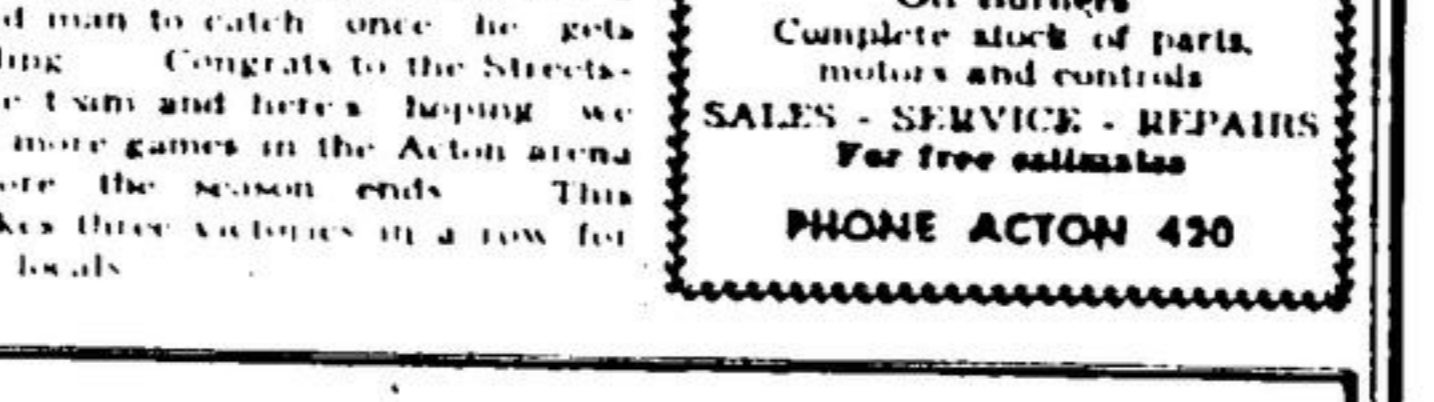 d man to catch once he gets
Congrats to the Streets-
team and here's hoping we
more games in the Acton arena
ore the season ends This
kes three victories in a row for
locals
Oil Burners
Complete stock of parts,
motors and controls
SALES - SERVICE - REPAIRS
For free estimates
PHONE ACTON 420